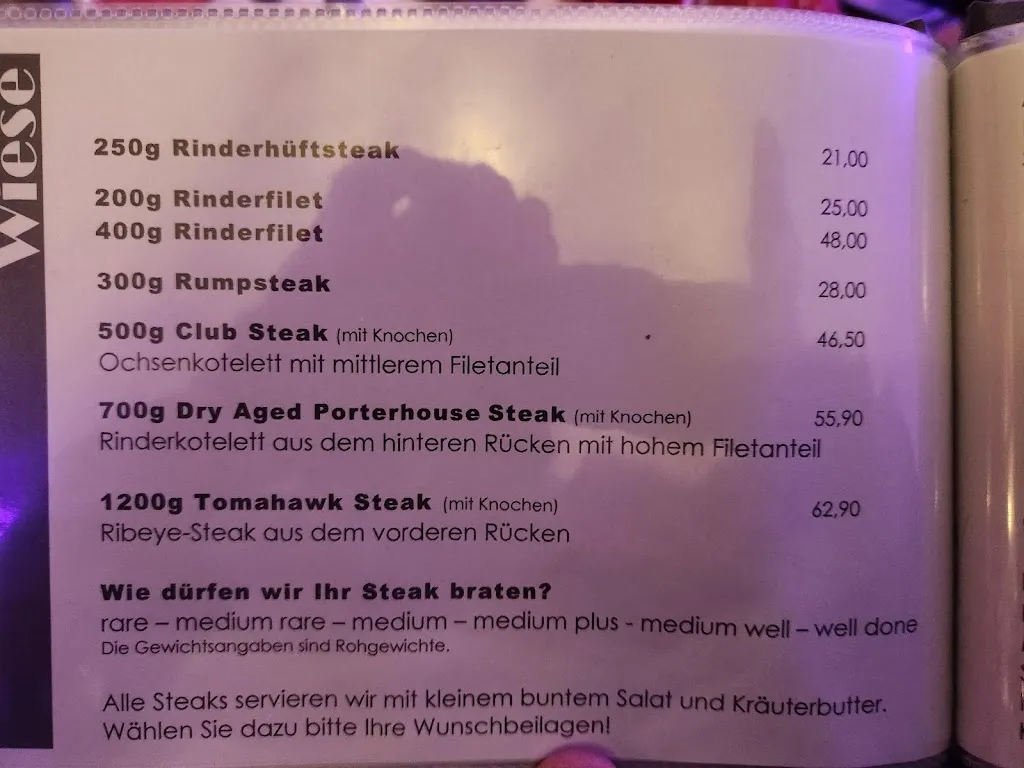 Wiese
250g Rinderhüftsteak 21,00
200g Rinderfilet 25,00
400g Rinderfilet 48,00
300g Rumpsteak 28,00
500g Club Steak (mit Knochen) 46,50
Ochsenkotelett mit mittlerem Filetanteil
700g Dry Aged Porterhouse Steak (mit Knochen) 55,90
Rinderkotelett aus dem hinteren Rücken mit hohem Filetanteil
1200g Tomahawk Steak (mit Knochen) 62,90
Ribeye-Steak aus dem vorderen Rücken
Wie dürfen wir Ihr Steak braten?
rare – medium rare – medium – medium plus - medium well – well done
Die Gewichtsangaben sind Rohgewichte.
Alle Steaks servieren wir mit kleinem buntem Salat und Kräuterbutter.
Wählen Sie dazu bitte Ihre Wunschbeilagen!